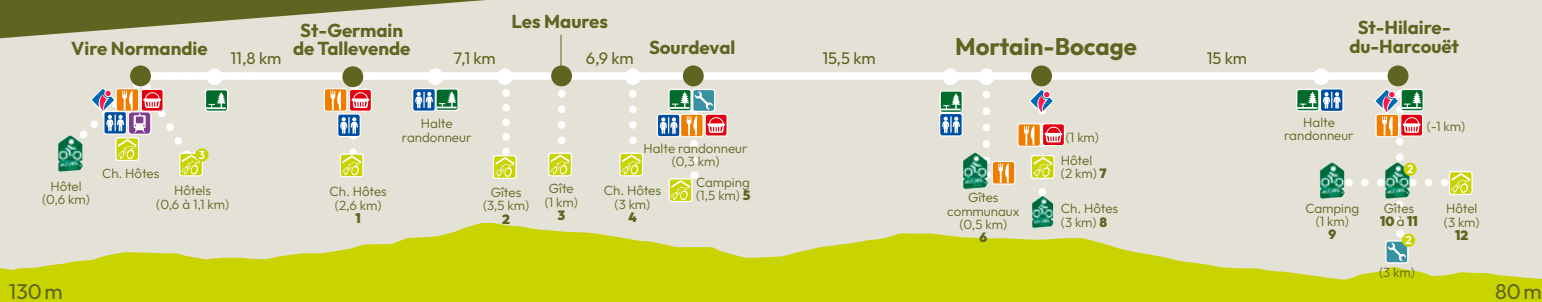 Vire Normandie
11,8 km
St-Germain
de Tallevende
7,1 km
Les Maures
6,9 km
Sourdeval
15,5 km
Mortain-Bocage
15 km
St-Hilaire-
du-Harcouët
Hôtel
(0,6 km)
Ch. Hôtes
3
Hôtels
(0,6 à 1,1 km)
Ch. Hôtes
(2,6 km)
1
Halte
randonneur
Gîtes
(3,5 km)
2
Gîte
(1 km)
3
Ch. Hôtes
(3 km)
4
Halte randonneur
(0,3 km)
Camping
(1,5 km) 5
Gîtes
communaux
(0,5 km)
6
(1 km)
Hôtel
(2 km) 7
Ch. Hôtes
(3 km) 8
Halte
randonneur
(-1 km)
Camping
(1 km)
9
2
Gîtes
10 à 11
Hôtel
(3 km)
12
2
(3 km)
130 m
80 m